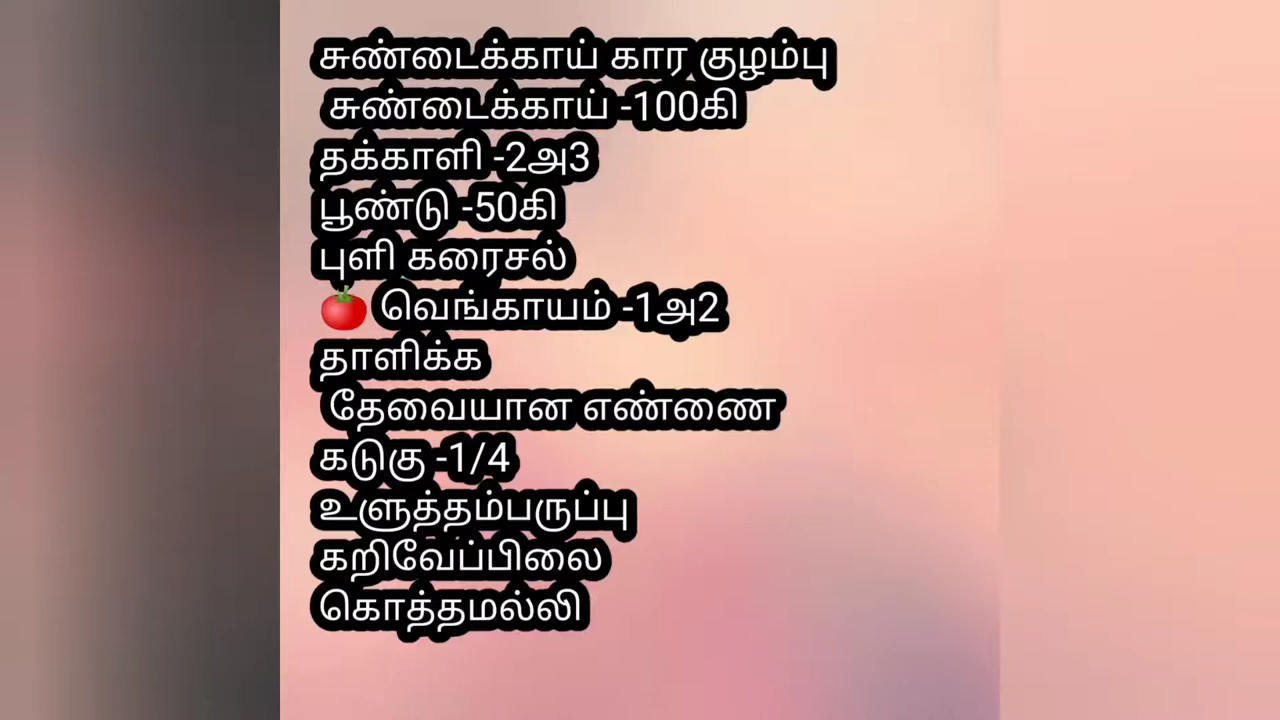 சுண்டைக்காய் கார குழம்பு
சுண்டைக்காய் -100கி
தக்காளி -2அ3
பூண்டு -50கி
புளி கரைசல்
🍅 வெங்காயம் -1அ2
தாளிக்க
தேவையான எண்ணை
கடுகு -1/4
உளுத்தம்பருப்பு
கறிவேப்பிலை
கொத்தமல்லி